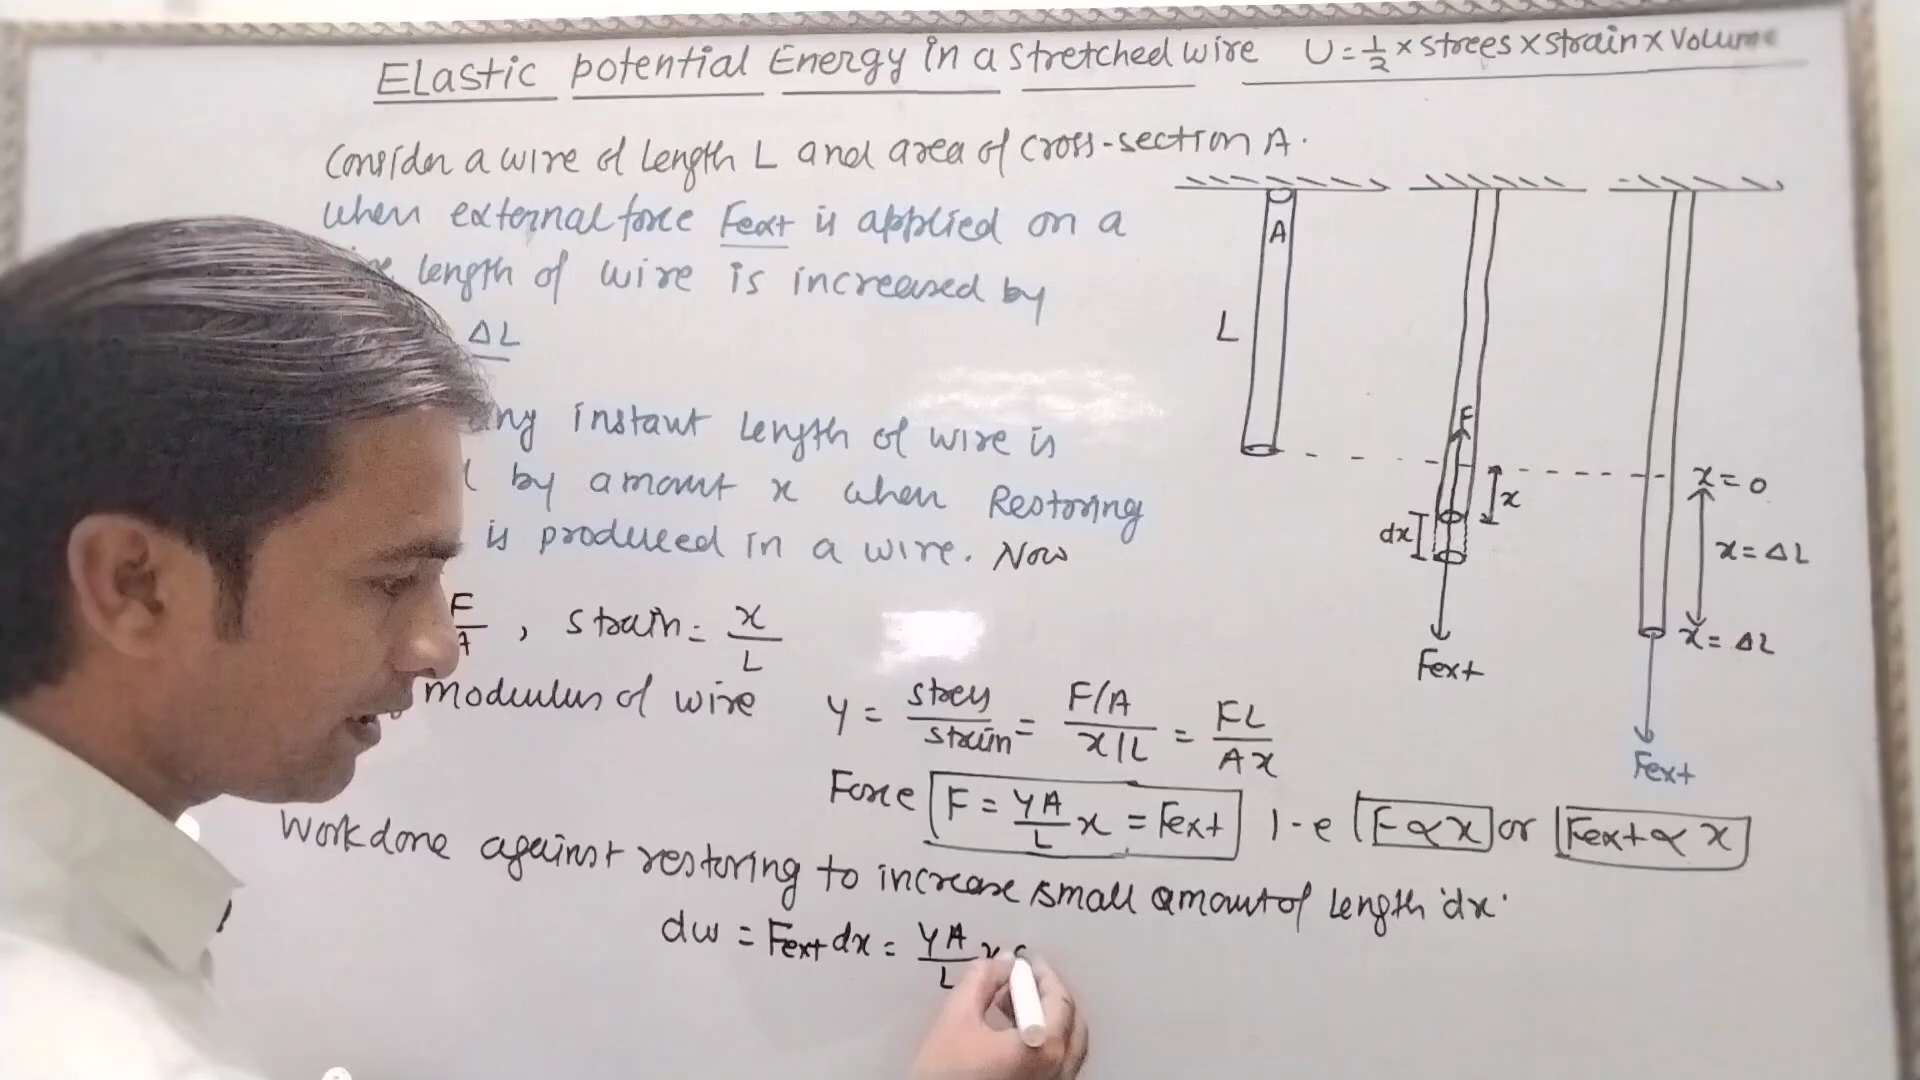 Elastic potential Energy in a stretched wire U = 1/2 × strees × strain × Volume
Consider a wire of length L and area of cross-section A.
when external force Fext is applied on a
length of wire is increased by
ΔL
any instant length of wire is
by amount x when Restoring
is produced in a wire. Now
F/A , strain = x/L
modulus of wire Y = stress/strain = F/A / x/L = FL/Ax
Force F = YA/L x = Fext i-e F ∝ x or Fext ∝ x
Workdone against restoring to increase small amount of length 'dx'
dw = Fext dx = YA/L x
A
L
F
x
dx
Fext
x = 0
x = ΔL
x = ΔL
Fext